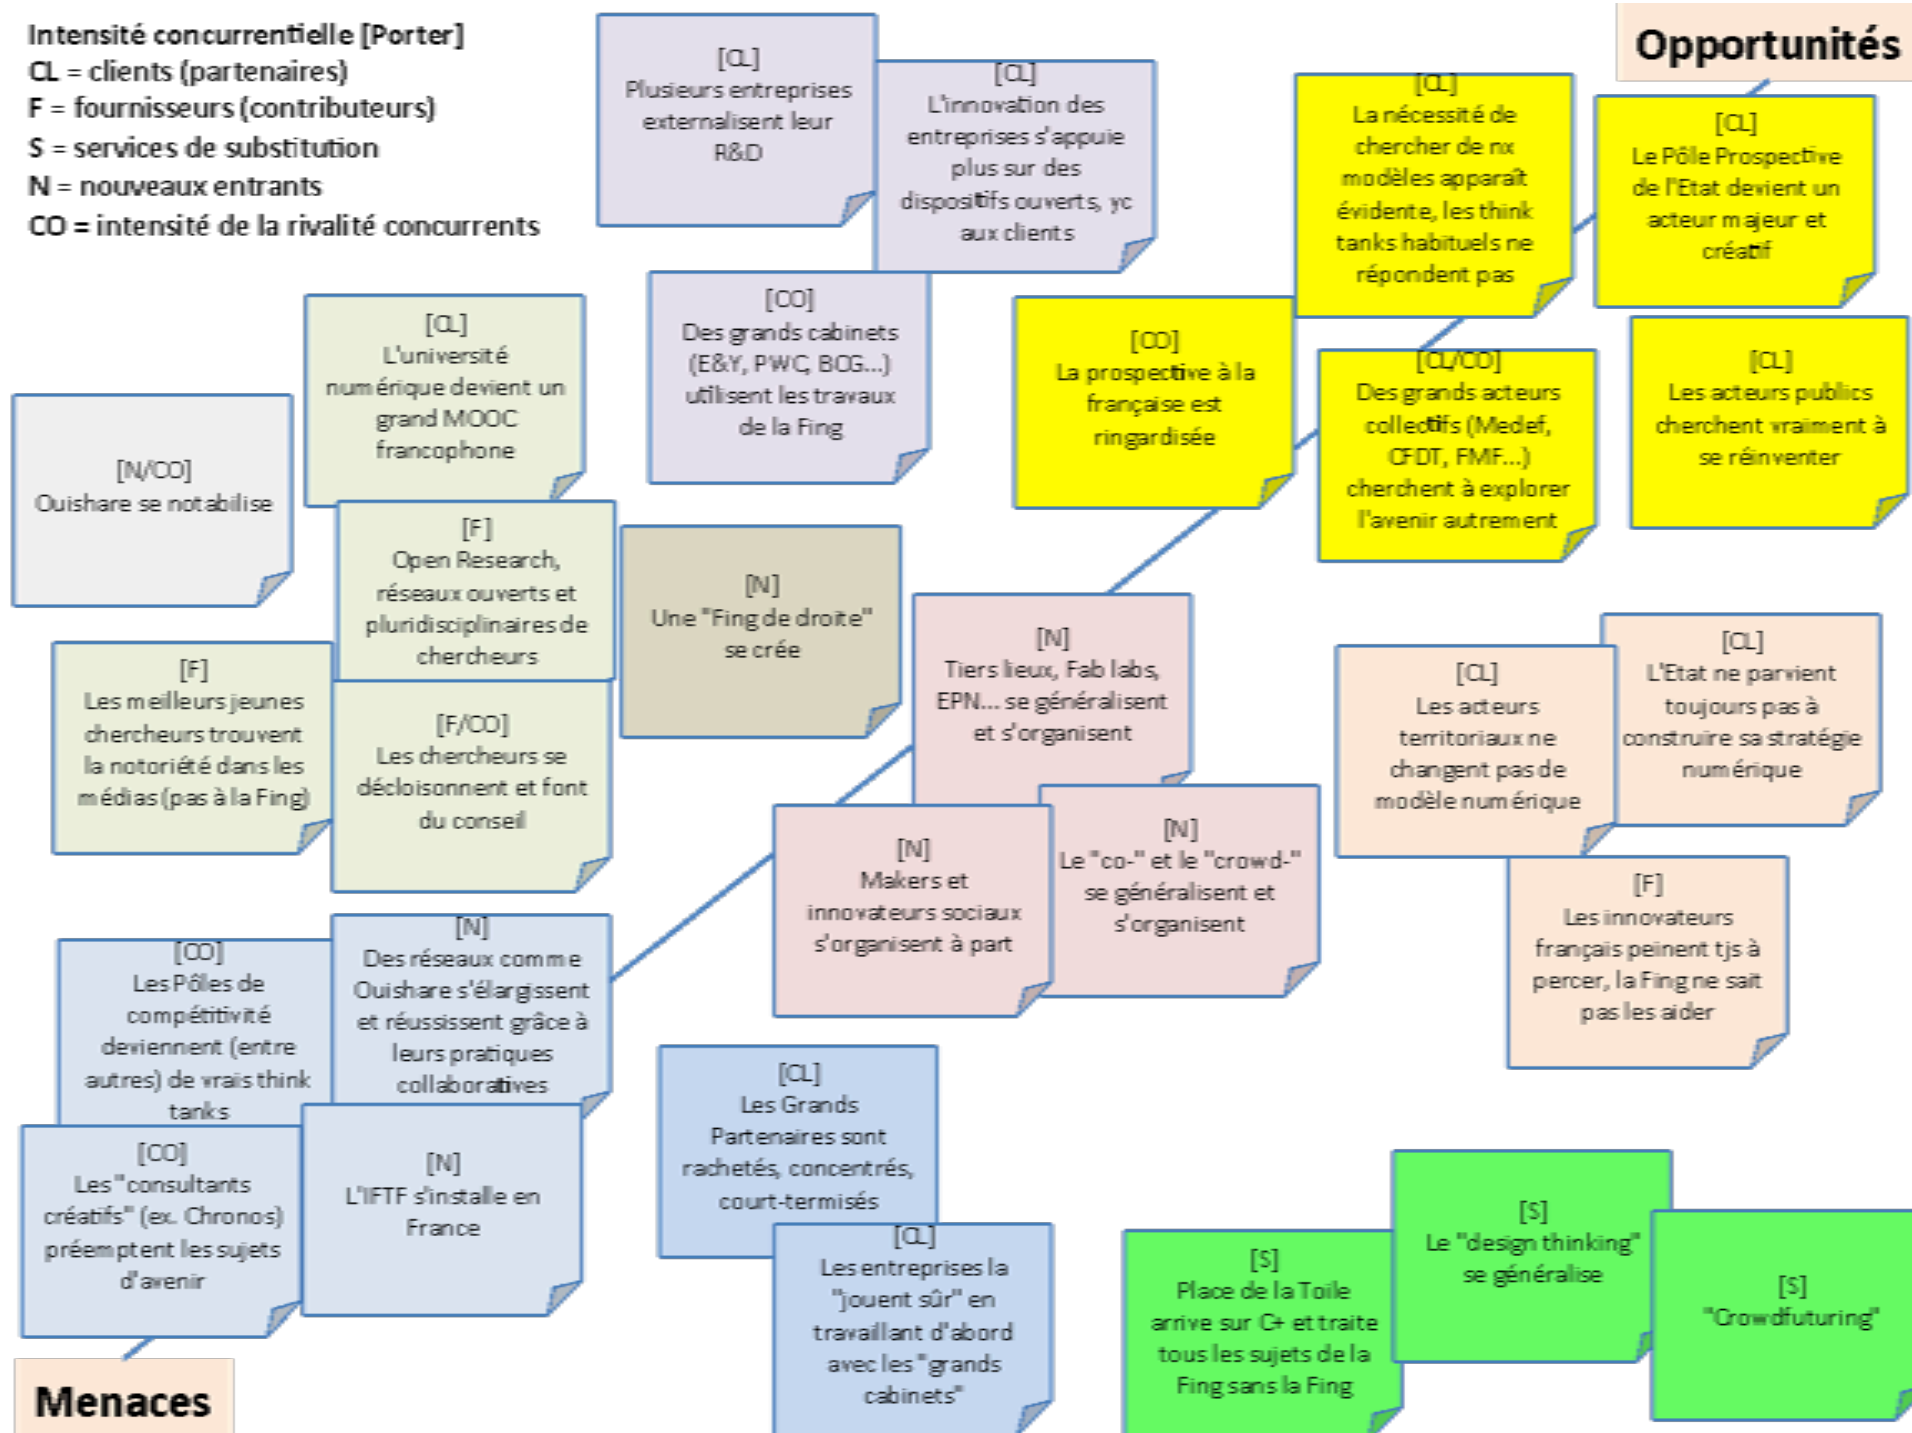 Intensité concurrentielle [Porter]
CL = clients (partenaires)
F = fournisseurs (contributeurs)
S = services de substitution
N = nouveaux entrants
CO = intensité de la rivalité concurrents
Opportunités
[CL]
Plusieurs entreprises
externalisent leur
R&D
[CL]
L'innovation des
entreprises s'appuie
plus sur des
dispositifs ouverts, yc
aux clients
[CL]
La nécessité de
chercher de nx
modèles apparaît
évidente, les think
tanks habituels ne
répondent pas
[CL]
Le Pôle Prospective
de l'Etat devient un
acteur majeur et
créatif
[CL]
L'université
numérique devient un
grand MOOC
francophone
[CO]
Des grands cabinets
(E&Y, PWC, BCG...)
utilisent les travaux
de la Fing
[CO]
La prospective à la
française est
ringardisée
[CL/CO]
Des grands acteurs
collectifs (Medef,
CFDT, FMF...)
cherchent à explorer
l'avenir autrement
[CL]
Les acteurs publics
cherchent vraiment à
se réinventer
[N/CO]
Ouishare se notabilise
[F]
Open Research,
réseaux ouverts et
pluridisciplinaires de
chercheurs
[N]
Une "Fing de droite"
se crée
[N]
Tiers lieux, Fab labs,
EPN... se généralisent
et s'organisent
[CL]
Les acteurs
territoriaux ne
changent pas de
modèle numérique
[CL]
L'Etat ne parvient
toujours pas à
construire sa stratégie
numérique
[F]
Les meilleurs jeunes
chercheurs trouvent
la notoriété dans les
médias (pas à la Fing)
[F/CO]
Les chercheurs se
décloisonnent et font
du conseil
[N]
Makers et
innovateurs sociaux
s'organisent à part
[N]
Le "co-" et le "crowd-"
se généralisent et
s'organisent
[F]
Les innovateurs
français peinent tjs à
percer, la Fing ne sait
pas les aider
[CO]
Les Pôles de
compétitivité
deviennent (entre
autres) de vrais think
tanks
[N]
Des réseaux comme
Ouishare s'élargissent
et réussissent grâce à
leurs pratiques
collaboratives
[CO]
Les "consultants
créatifs" (ex. Chronos)
préemptent les sujets
d'avenir
[N]
L'IFTF s'installe en
France
[CL]
Les Grands
Partenaires sont
rachetés, concentrés,
court-termisés
[CL]
Les entreprises la
"jouent sûr" en
travaillant d'abord
avec les "grands
cabinets"
[S]
Place de la Toile
arrive sur C+ et traite
tous les sujets de la
Fing sans la Fing
[S]
Le "design thinking"
se généralise
[S]
"Crowdfuturing"
Menaces